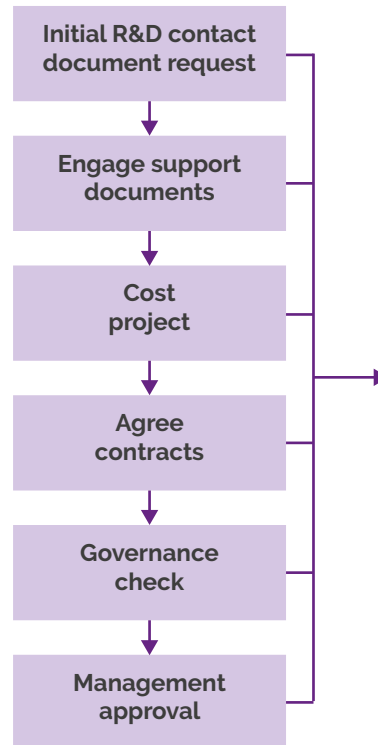 Initial R&D contact
document request
Engage support
documents
Cost
project
Agree
contracts
Governance
check
Management
approval